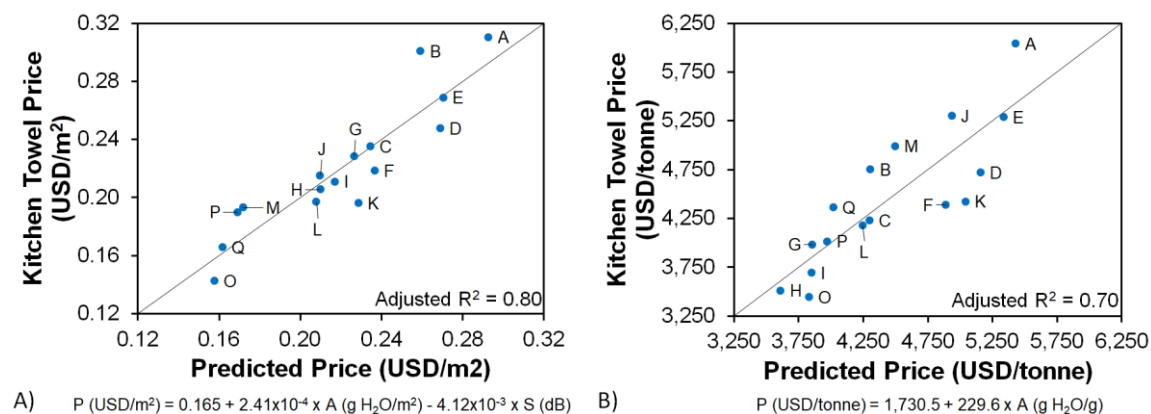 Kitchen Towel Price
(USD/m²)
0.32
0.28
0.24
0.20
0.16
0.12
A
B
E
D
G
C
J
F
H
I
K
L
P
M
Q
O
Adjusted R² = 0.80
0.12 0.16 0.20 0.24 0.28 0.32
Predicted Price (USD/m2)
A) P (USD/m²) = 0.165 + 2.41x10⁻⁴ x A (g H₂O/m²) - 4.12x10⁻³ x S (dB)
Kitchen Towel Price
(USD/tonne)
6,250
5,750
5,250
4,750
4,250
3,750
3,250
A
J
E
M
B
D
Q
F
K
C
G
P
L
I
H
O
Adjusted R² = 0.70
3,250 3,750 4,250 4,750 5,250 5,750 6,250
Predicted Price (USD/tonne)
B) P (USD/tonne) = 1,730.5 + 229.6 x A (g H₂O/g)